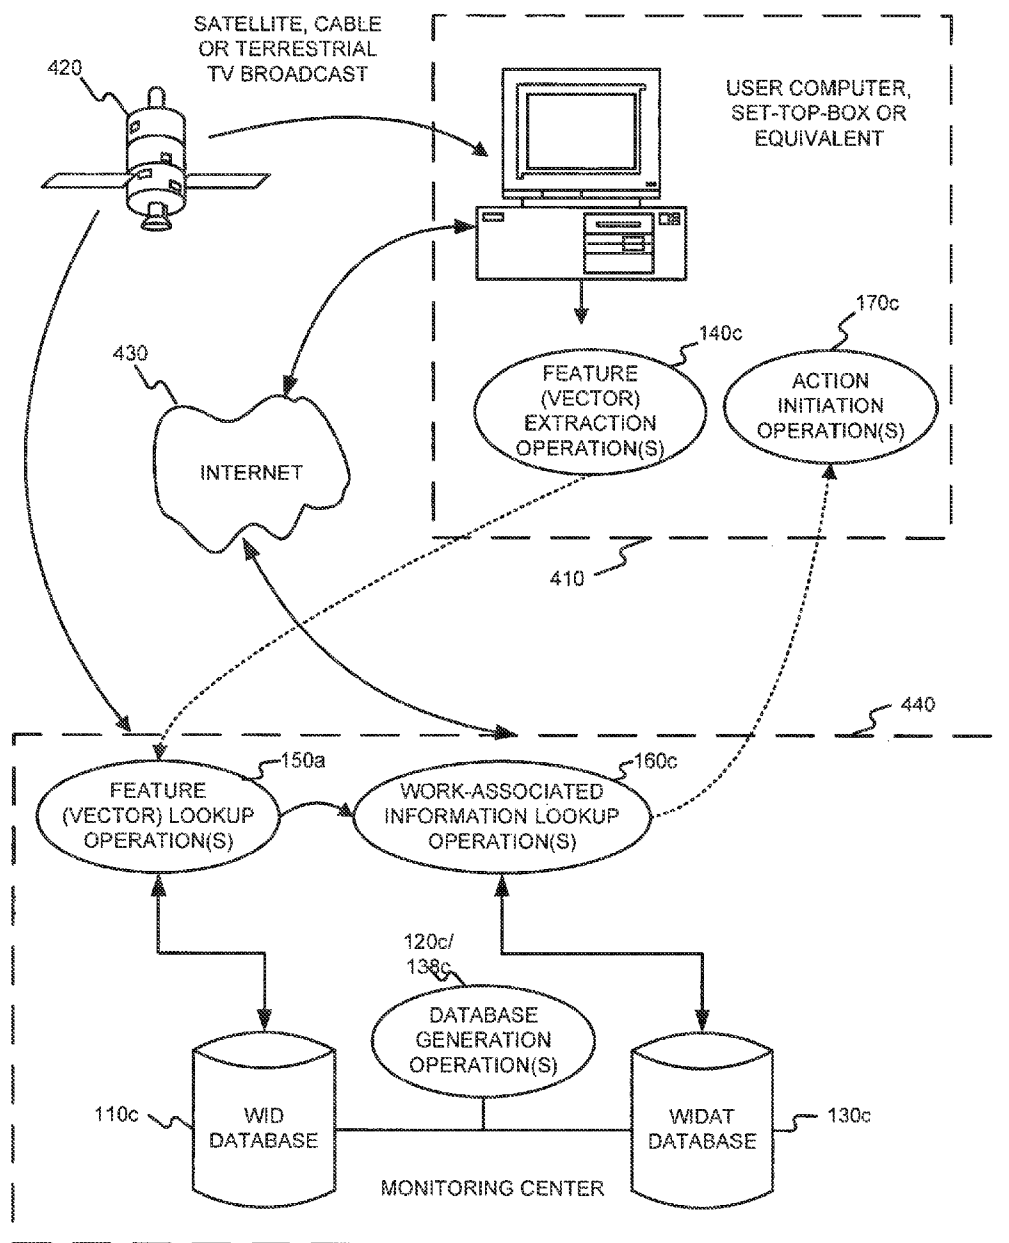 SATELLITE, CABLE
OR TERRESTRIAL
TV BROADCAST
420
USER COMPUTER,
SET-TOP-BOX OR
EQUIVALENT
170c
140c
430
FEATURE
(VECTOR)
EXTRACTION
OPERATION(S)
ACTION
INITIATION
OPERATION(S)
INTERNET
410
440
150a
160c
FEATURE
(VECTOR) LOOKUP
OPERATION(S)
WORK-ASSOCIATED
INFORMATION LOOKUP
OPERATION(S)
120c/
138c
DATABASE
GENERATION
OPERATION(S)
110c
WID
DATABASE
WIDAT
DATABASE
130c
MONITORING CENTER